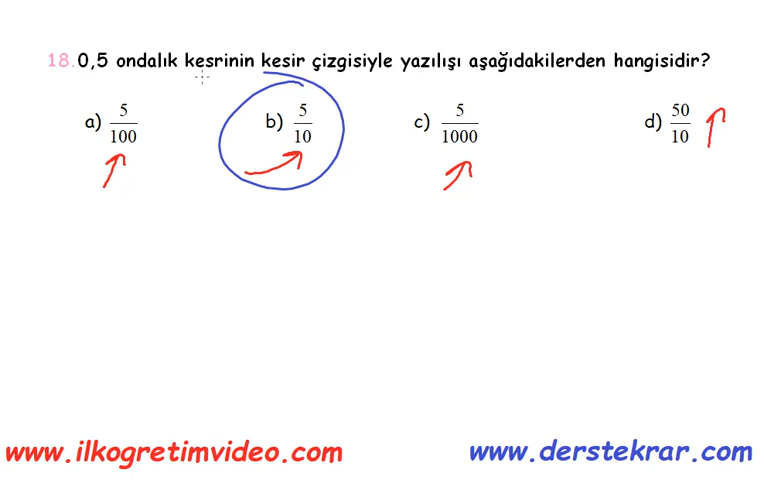 18. 0,5 ondalık kesrinin kesir çizgisiyle yazılışı aşağıdakilerden hangisidir?
a) 5/100 b) 5/10 c) 5/1000 d) 50/10
www.ilkogretimvideo.com www.derstekrar.com